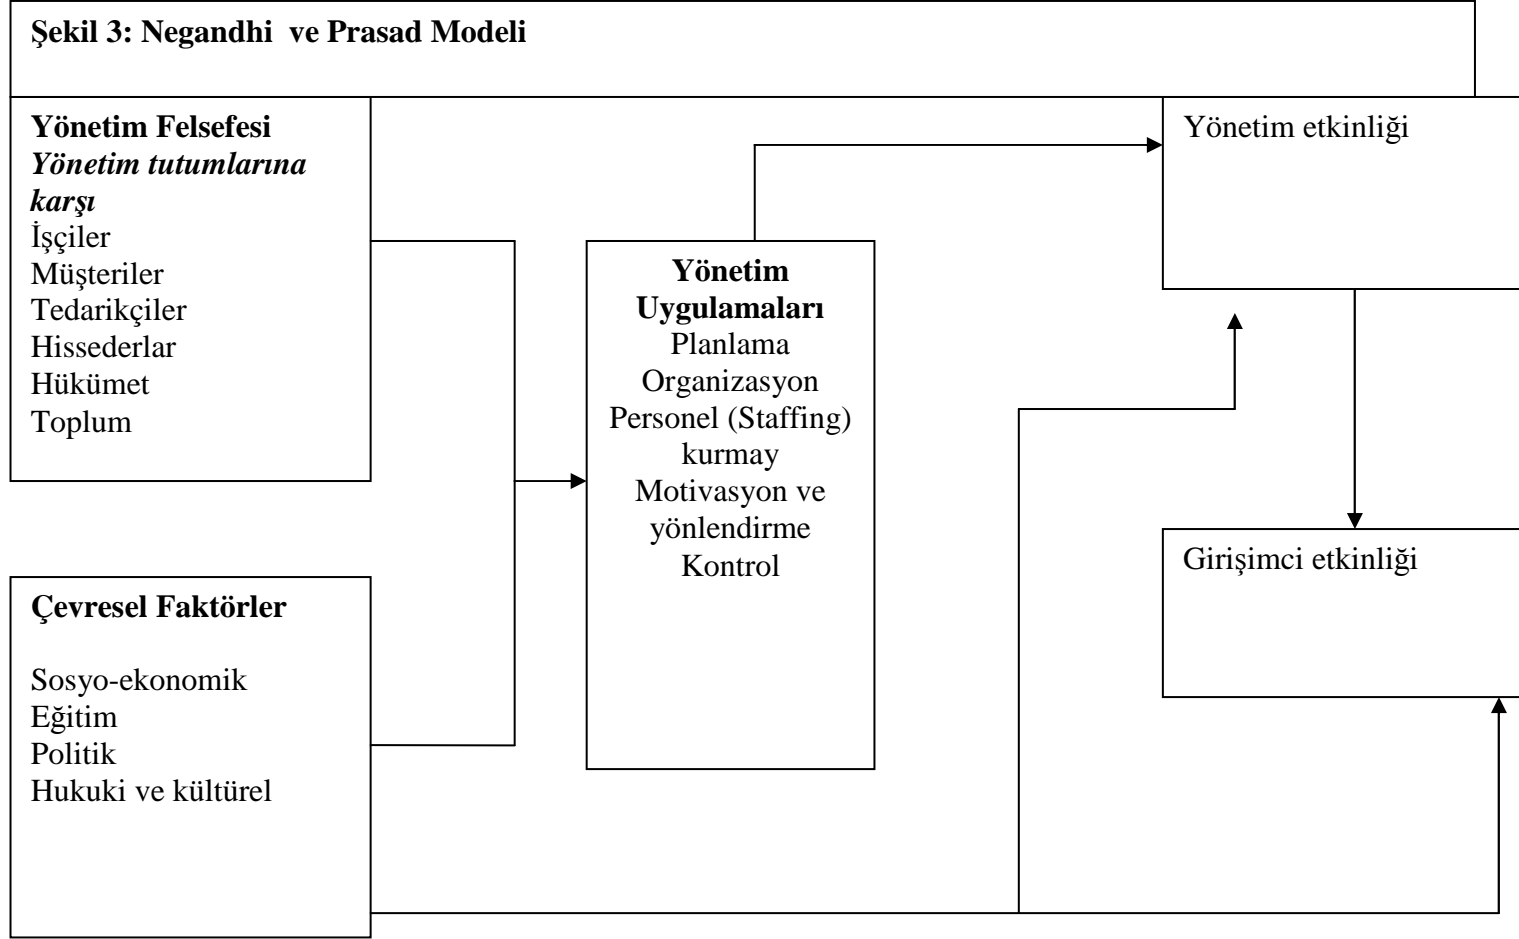 Şekil 3: Negandhi ve Prasad Modeli
Yönetim Felsefesi
Yönetim tutumlarına
karşı
İşçiler
Müşteriler
Tedarikçiler
Hissederlar
Hükümet
Toplum
Çevresel Faktörler
Sosyo-ekonomik
Eğitim
Politik
Hukuki ve kültürel
Yönetim
Uygulamaları
Planlama
Organizasyon
Personel (Staffing)
kurmay
Motivasyon ve
yönlendirme
Kontrol
Yönetim etkinliği
Girişimci etkinliği